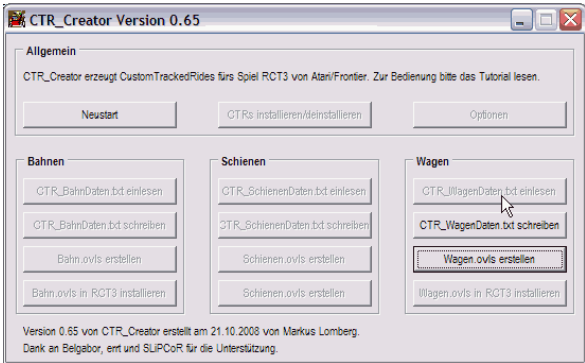 CTR_Creator Version 0.65
Allgemein
CTR_Creator erzeugt CustomTrackedRides fürs Spiel RCT3 von Atari/Frontier. Zur Bedienung bitte das Tutorial lesen.
Neustart
CTRs installieren/deinstallieren
Optionen
Bahnen
Schienen
Wagen
CTR_BahnDaten.txt einlesen
CTR_SchienenDaten.txt einlesen
CTR_WagenDaten.txt einlesen
CTR_BahnDaten.txt schreiben
CTR_SchienenDaten.txt schreiben
CTR_WagenDaten.txt schreiben
Bahn.ovls erstellen
Schienen.ovls erstellen
Wagen.ovls erstellen
Bahn.ovls in RCT3 installieren
Schienen.ovls erstellen
Wagen.ovls in RCT3 installieren
Version 0.65 von CTR_Creator erstellt am 21.10.2008 von Markus Lomberg.
Dank an Belgabor, errt und SLiPCoR für die Unterstützung.